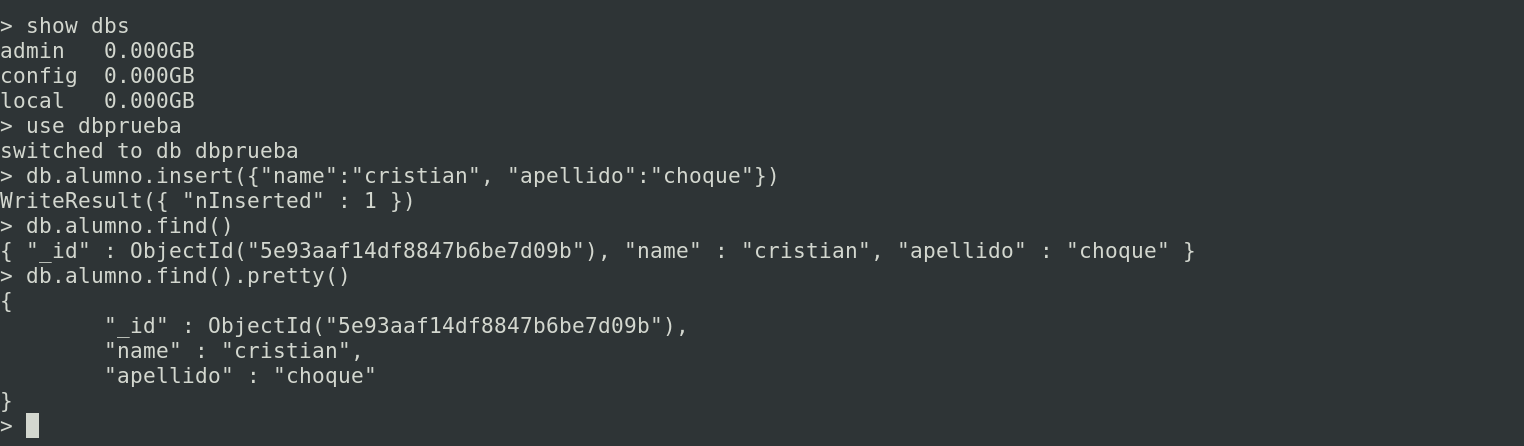 > show dbs
admin   0.000GB
config  0.000GB
local   0.000GB
> use dbprueba
switched to db dbprueba
> db.alumno.insert({"name":"cristian", "apellido":"choque"})
WriteResult({ "nInserted" : 1 })
> db.alumno.find()
{ "_id" : ObjectId("5e93aaf14df8847b6be7d09b"), "name" : "cristian", "apellido" : "choque" }
> db.alumno.find().pretty()
{
        "_id" : ObjectId("5e93aaf14df8847b6be7d09b"),
        "name" : "cristian",
        "apellido" : "choque"
}
>